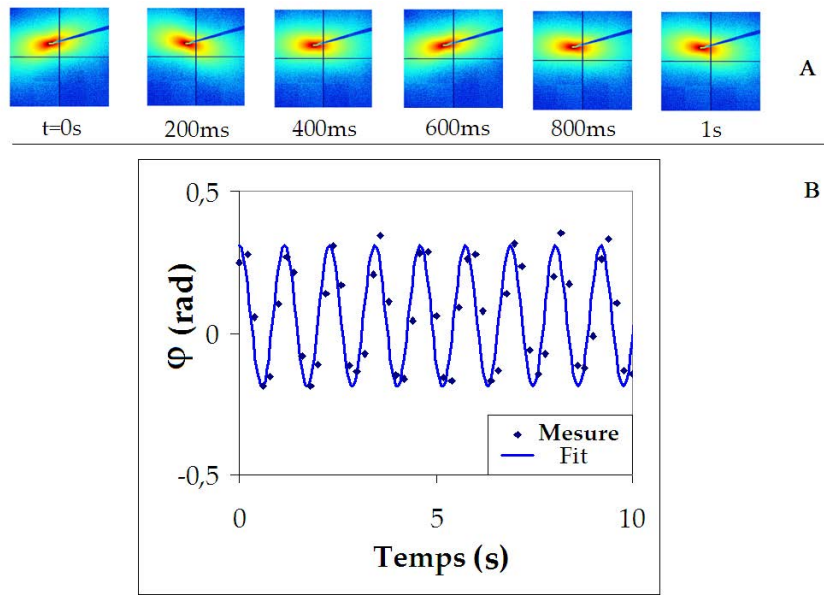 A
t=0s 200ms 400ms 600ms 800ms 1s
B
0,5
φ (rad)
0
-0,5
Mesure
Fit
0 5 10
Temps (s)